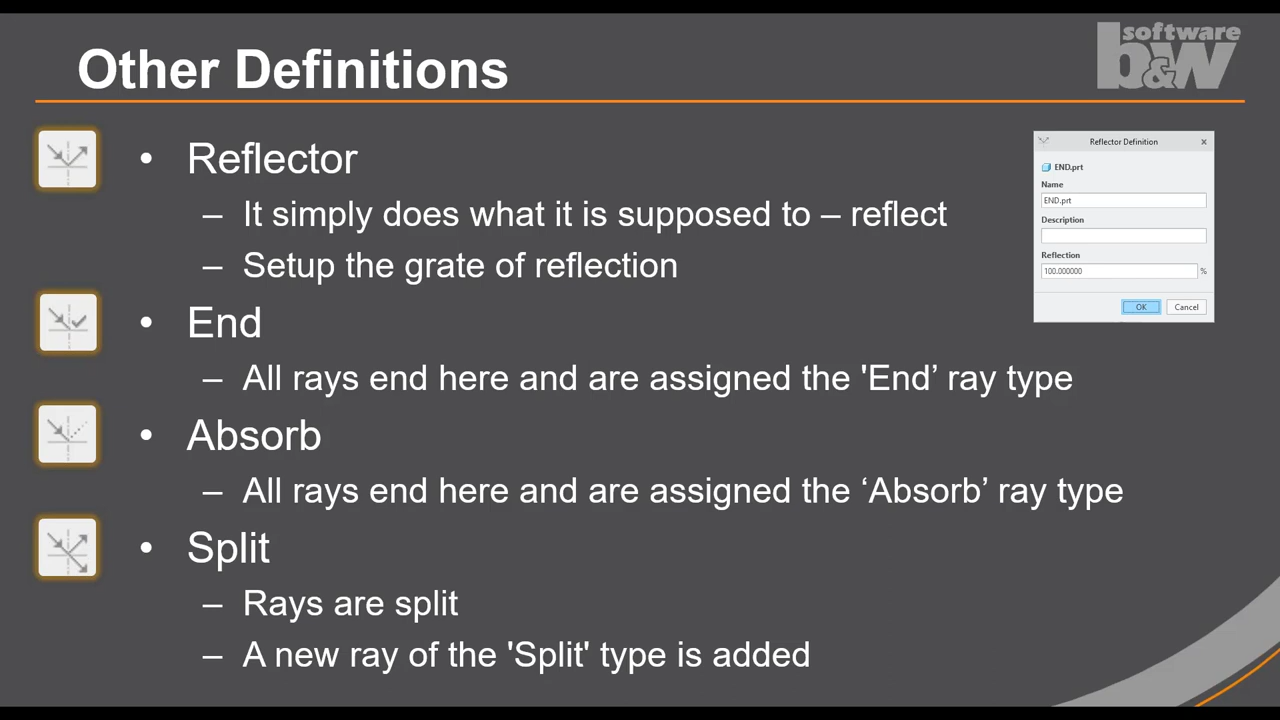 Other Definitions
software
b&w
• Reflector
– It simply does what it is supposed to – reflect
– Setup the grate of reflection
• End
– All rays end here and are assigned the 'End’ ray type
• Absorb
– All rays end here and are assigned the ‘Absorb’ ray type
• Split
– Rays are split
– A new ray of the 'Split' type is added
Reflector Definition
END.prt
Name
END.prt
Description
Reflection
100.000000 %
OK Cancel